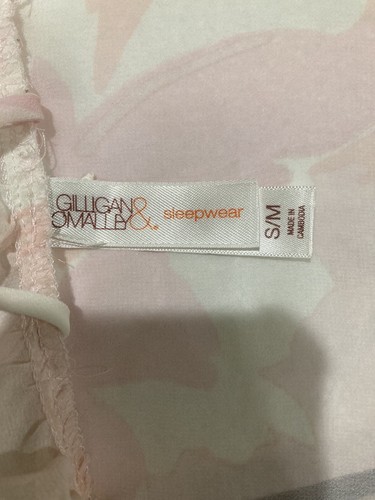 GILLIGAN &
O'MALLEY
sleepwear
S/M
MADE IN
CAMBODIA